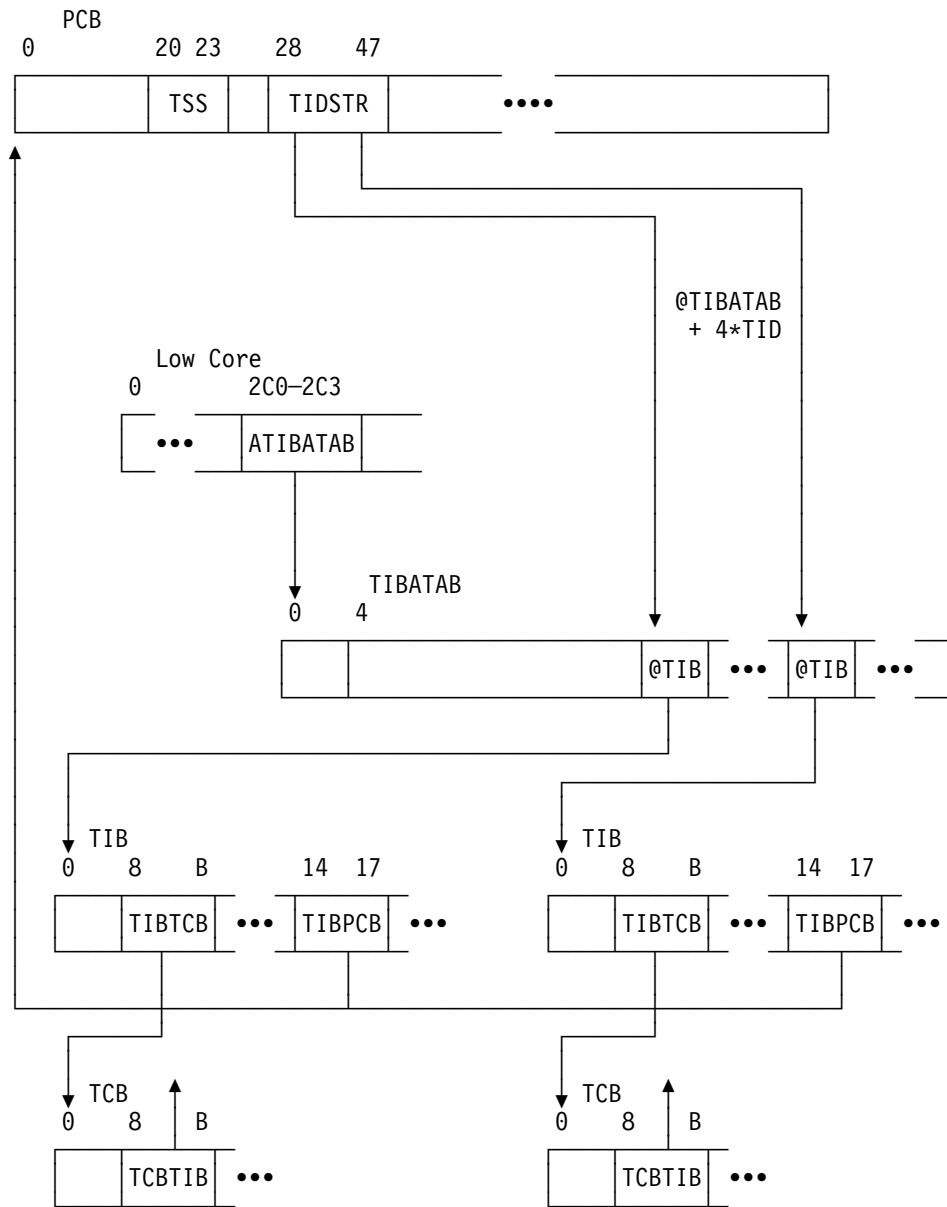 PCB
0 20 23 28 47
TSS TIDSTR ••••
@TIBATAB
+ 4*TID
Low Core
0 2C0–2C3
••• ATIBATAB
TIBATAB
0 4
@TIB ••• @TIB •••
TIB TIB
0 8 B 14 17 0 8 B 14 17
TIBTCB ••• TIBPCB ••• TIBTCB ••• TIBPCB •••
TCB TCB
0 8 B 0 8 B
TCBTIB ••• TCBTIB •••